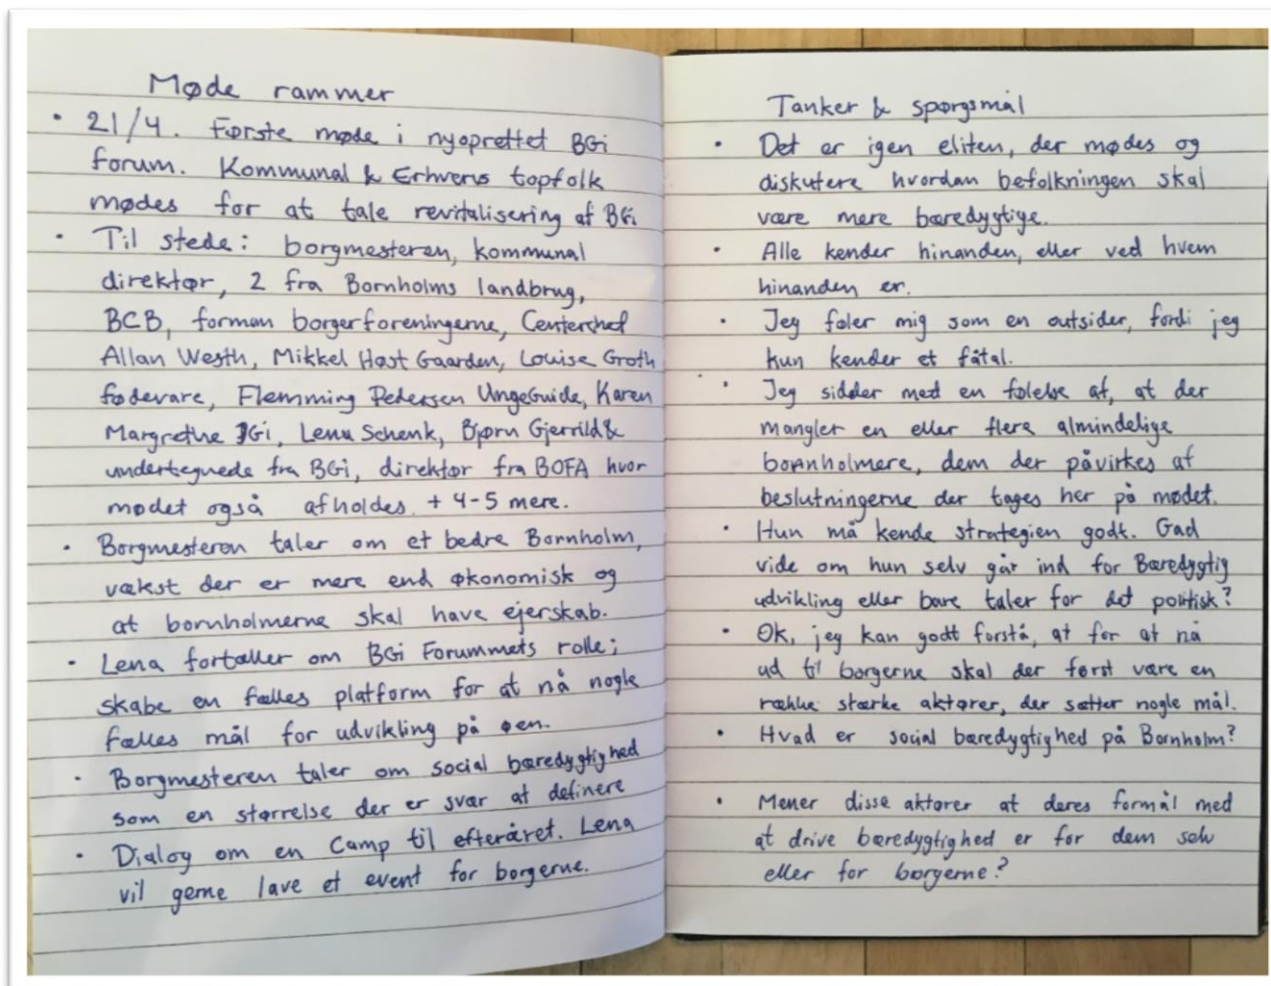 Møde rammer
• 21/4. Første møde i nyoprettet BGi
forum. Kommunal & Erhvervs topfolk
mødes for at tale revitalisering af BGi
• Til stede: borgmesteren, kommunal
direktør, 2 fra Bornholms landbrug,
BCB, forman borgerforeningerne, Centerchef
Allan Westh, Mikkel Høst Gaarden, Louise Groth
fødevare, Flemming Pedersen UngeGuide, Karen
Margrethe BGi, Lena Schenk, Bjørn Gjerrild &
undertegnede fra BGi, direktør fra BOFA hvor
mødet også afholdes. + 4-5 mere.
• Borgmesteren taler om et bedre Bornholm,
vækst der er mere end økonomisk og
at bornholmerne skal have ejerskab.
• Lena fortæller om BGi Forummets rolle;
skabe en fælles platform for at nå nogle
fælles mål for udvikling på øen.
• Borgmesteren taler om social bæredygtighed
som en størrelse der er svær at definere
• Dialog om en Camp til efteråret. Lena
vil gerne lave et event for borgerne.
Tanker & spørgsmål
• Det er igen eliten, der mødes og
diskutere hvordan befolkningen skal
være mere bæredygtige.
• Alle kender hinanden, eller ved hvem
hinanden er.
• Jeg føler mig som en outsider, fordi jeg
kun kender et fåtal.
• Jeg sidder med en følelse af, at der
mangler en eller flere almindelige
bornholmere, dem der påvirkes af
beslutningerne der tages her på mødet.
• Hun må kende strategien godt. Gad
vide om hun selv går ind for Bæredygtig
udvikling eller bare taler for det politisk?
• Ok, jeg kan godt forstå, at for at nå
ud til borgerne skal der først være en
række stærke aktører, der sætter nogle mål.
• Hvad er social bæredygtighed på Bornholm?
• Mener disse aktører at deres formål med
at drive bæredygtighed er for dem selv
eller for borgerne?